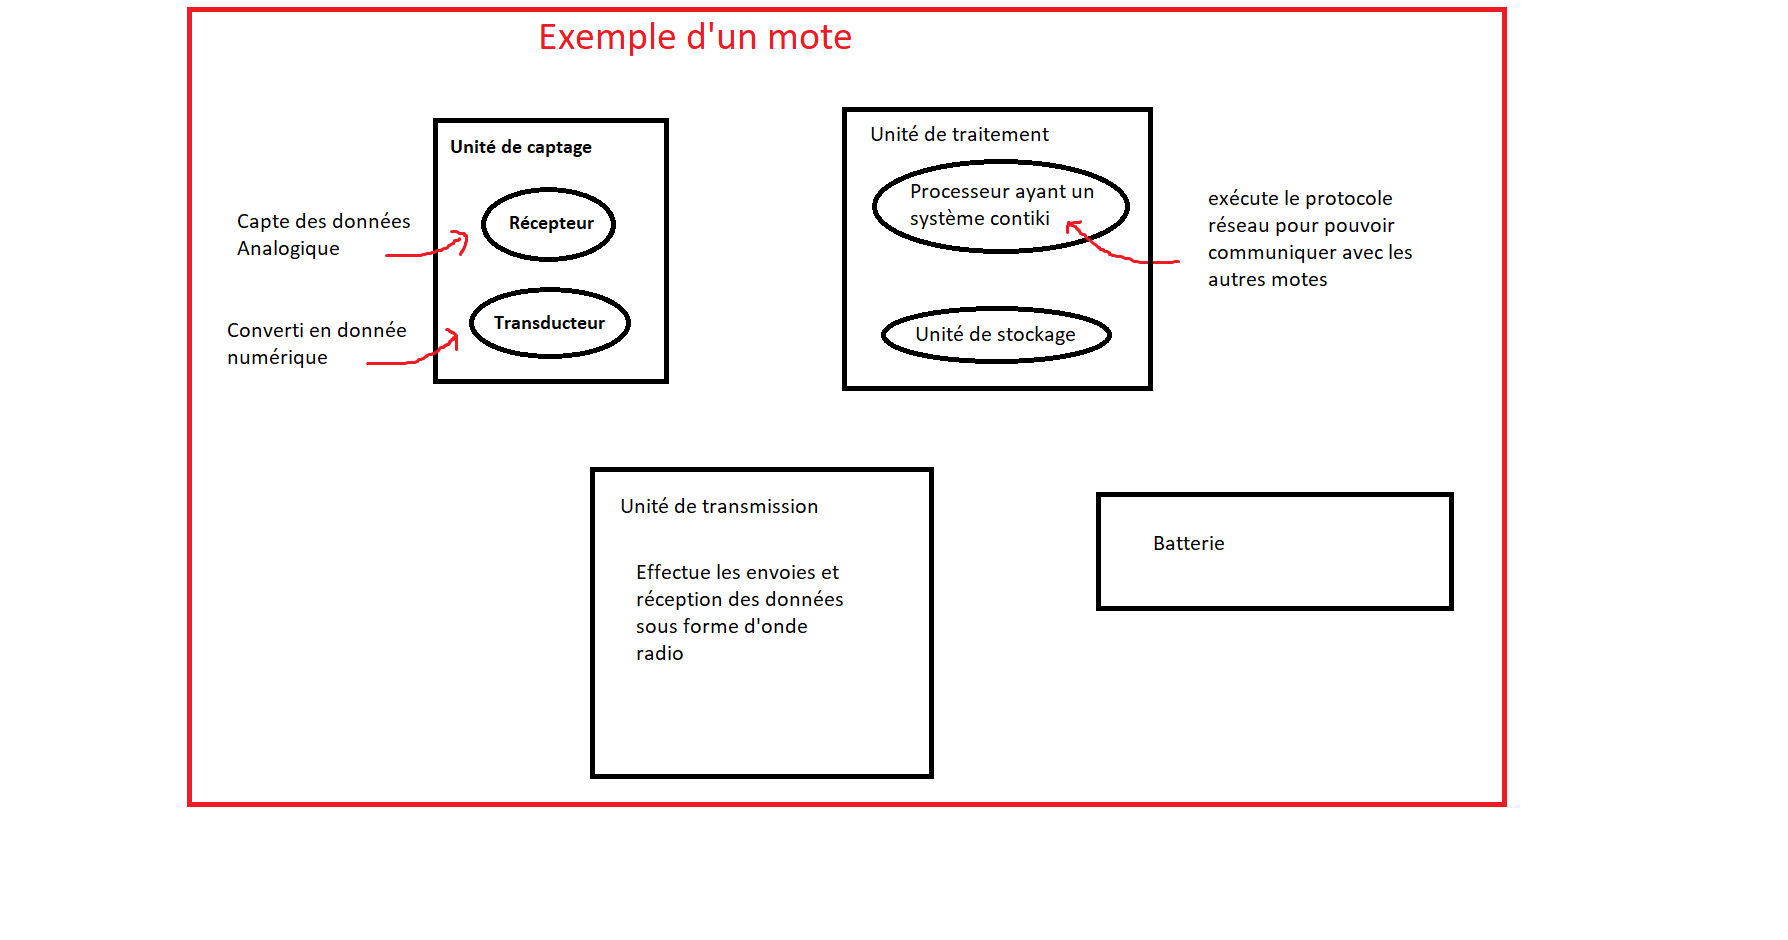 Exemple d'un mote
Unité de captage
Récepteur
Capte des données
Analogique
Transducteur
Converti en donnée
numérique
Unité de traitement
Processeur ayant un
système contiki
exécute le protocole
réseau pour pouvoir
communiquer avec les
autres motes
Unité de stockage
Unité de transmission
Effectue les envoies et
réception des données
sous forme d'onde
radio
Batterie